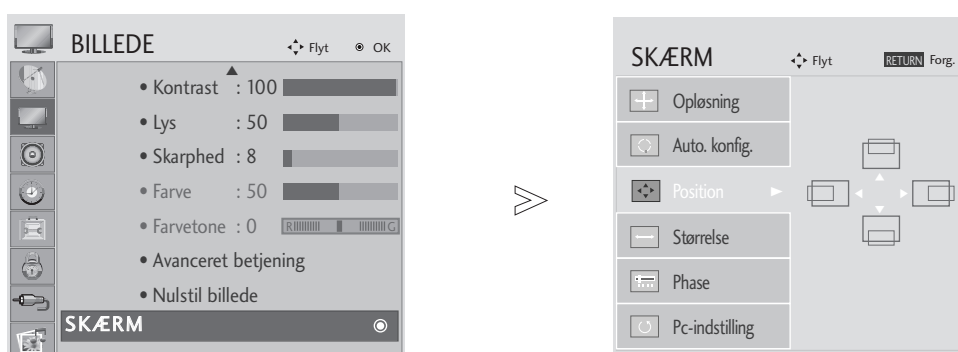 BILLEDE Flyt OK
• Kontrast : 100
• Lys : 50
• Skarphed : 8
• Farve : 50
• Farvetone : 0 R G
• Avanceret betjening
• Nulstil billede
SKÆRM
SKÆRM Flyt RETURN Forg.
Opløsning
Auto. konfig.
Position
Størrelse
Phase
Pc-indstilling